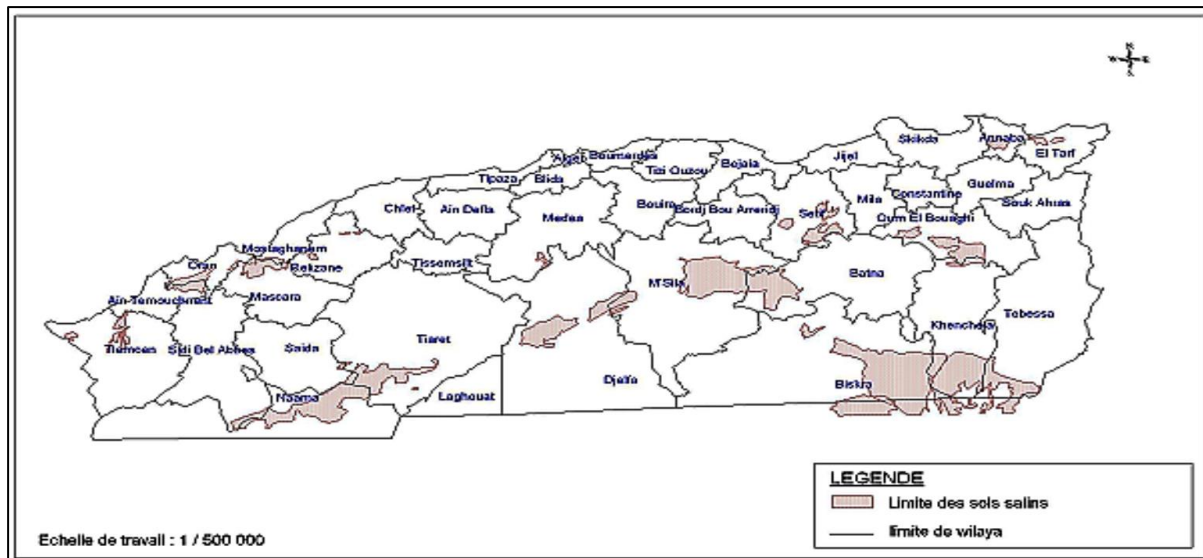 N
W E
S
Skikda
Annaba
El Tarf
Jijel
Alger
Boumerdès
Tizi Ouzou
Bejaia
Tipaza
Blida
Mila
Constantine
Guelma
Souk Ahras
Chlef
Ain Defla
Medea
Bouira
Bordj Bou Arreridj
Setif
Oum El Bouaghi
Mostaghanem
Oran
Relizane
Tissemsilt
M'Sila
Batna
Ain Temouchent
Mascara
Khenchela
Tebessa
Tlemcen
Sidi Bel Abbes
Saida
Tiaret
Djelfa
Biskra
Naama
Laghouat
LEGENDE
Limite des sols salins
limite de wilaya
Echelle de travail : 1 / 500 000